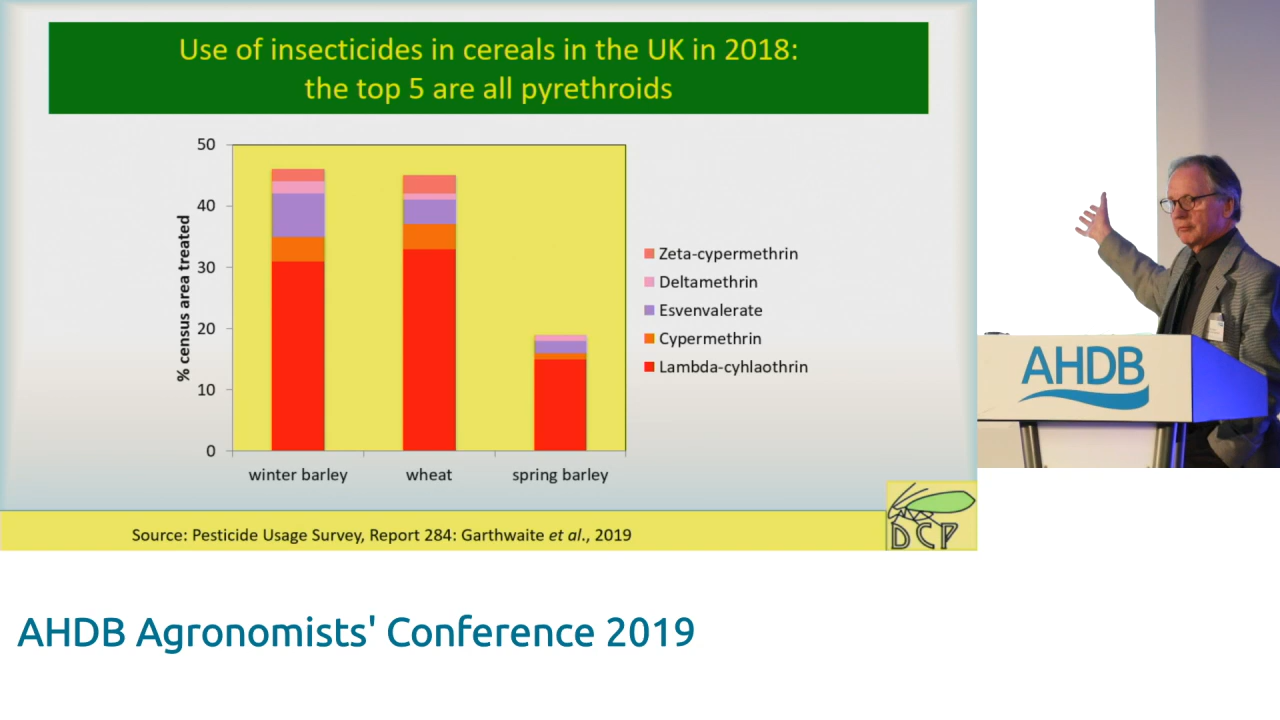 Use of insecticides in cereals in the UK in 2018:
the top 5 are all pyrethroids
% census area treated
50
40
30
20
10
0
winter barley
wheat
spring barley
Zeta-cypermethrin
Deltamethrin
Esvenvalerate
Cypermethrin
Lambda-cyhlaothrin
Source: Pesticide Usage Survey, Report 284: Garthwaite et al., 2019
DCP
AHDB
AHDB Agronomists' Conference 2019